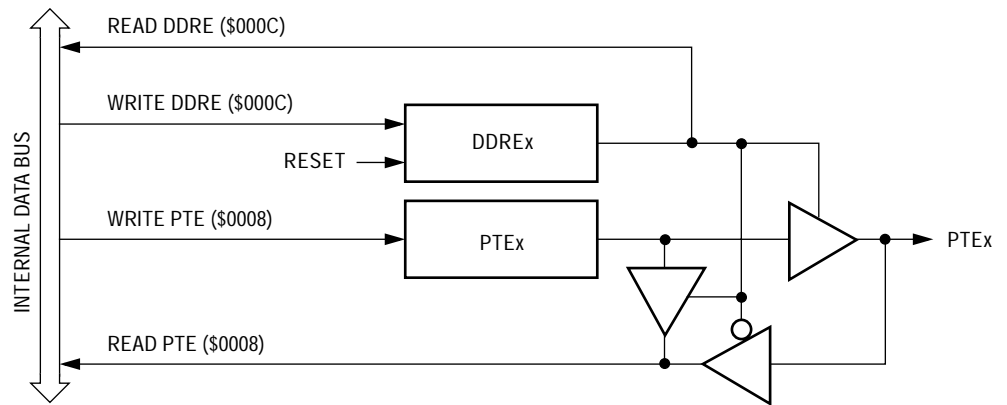 READ DDRE ($000C)
WRITE DDRE ($000C)
DDREx
RESET
WRITE PTE ($0008)
PTEx
PTEx
READ PTE ($0008)
INTERNAL DATA BUS